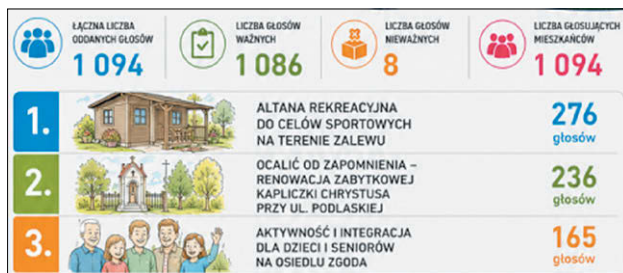 ŁĄCZNA LICZBA
ODDANYCH GŁOSÓW
1 094
LICZBA GŁOSÓW
WAŻNYCH
1 086
LICZBA GŁOSÓW
NIEWAŻNYCH
8
LICZBA GŁOSUJĄCYCH
MIESZKAŃCÓW
1 094
1.
ALTANA REKREACYJNA
DO CELÓW SPORTOWYCH
NA TERENIE ZALEWU
276
głosów
2.
OCALIĆ OD ZAPOMNIENIA –
RENOWACJA ZABYTKOWEJ
KAPLICZKI CHRYSTUSA
PRZY UL. PODLASKIEJ
236
głosów
3.
AKTYWNOŚĆ I INTEGRACJA
DLA DZIECI I SENIORÓW
NA OSIEDLU ZGODA
165
głosów